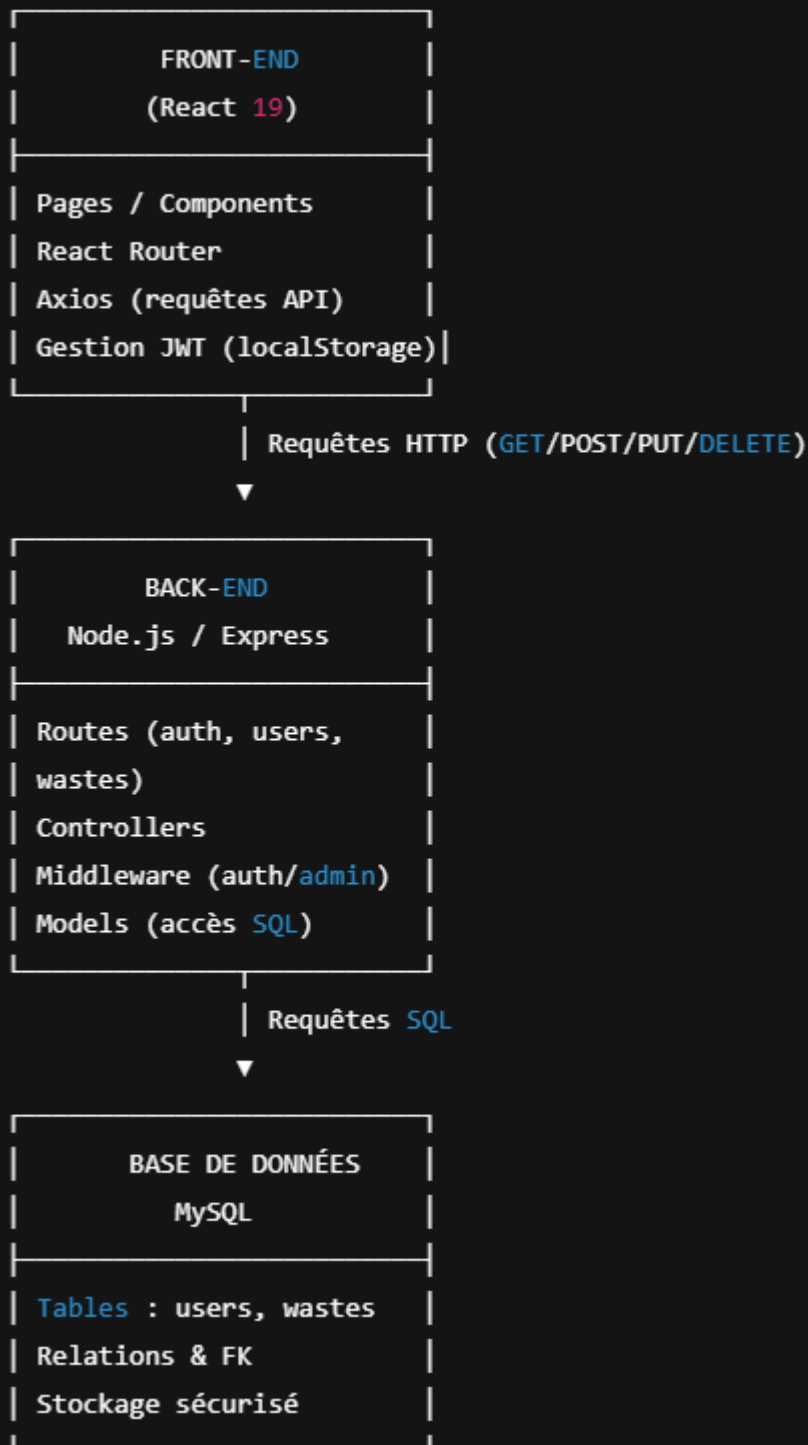 FRONT-END
(React 19)
Pages / Components
React Router
Axios (requêtes API)
Gestion JWT (localStorage)
Requêtes HTTP (GET/POST/PUT/DELETE)
▼
BACK-END
Node.js / Express
Routes (auth, users,
wastes)
Controllers
Middleware (auth/admin)
Models (accès SQL)
Requêtes SQL
▼
BASE DE DONNÉES
MySQL
Tables : users, wastes
Relations & FK
Stockage sécurisé